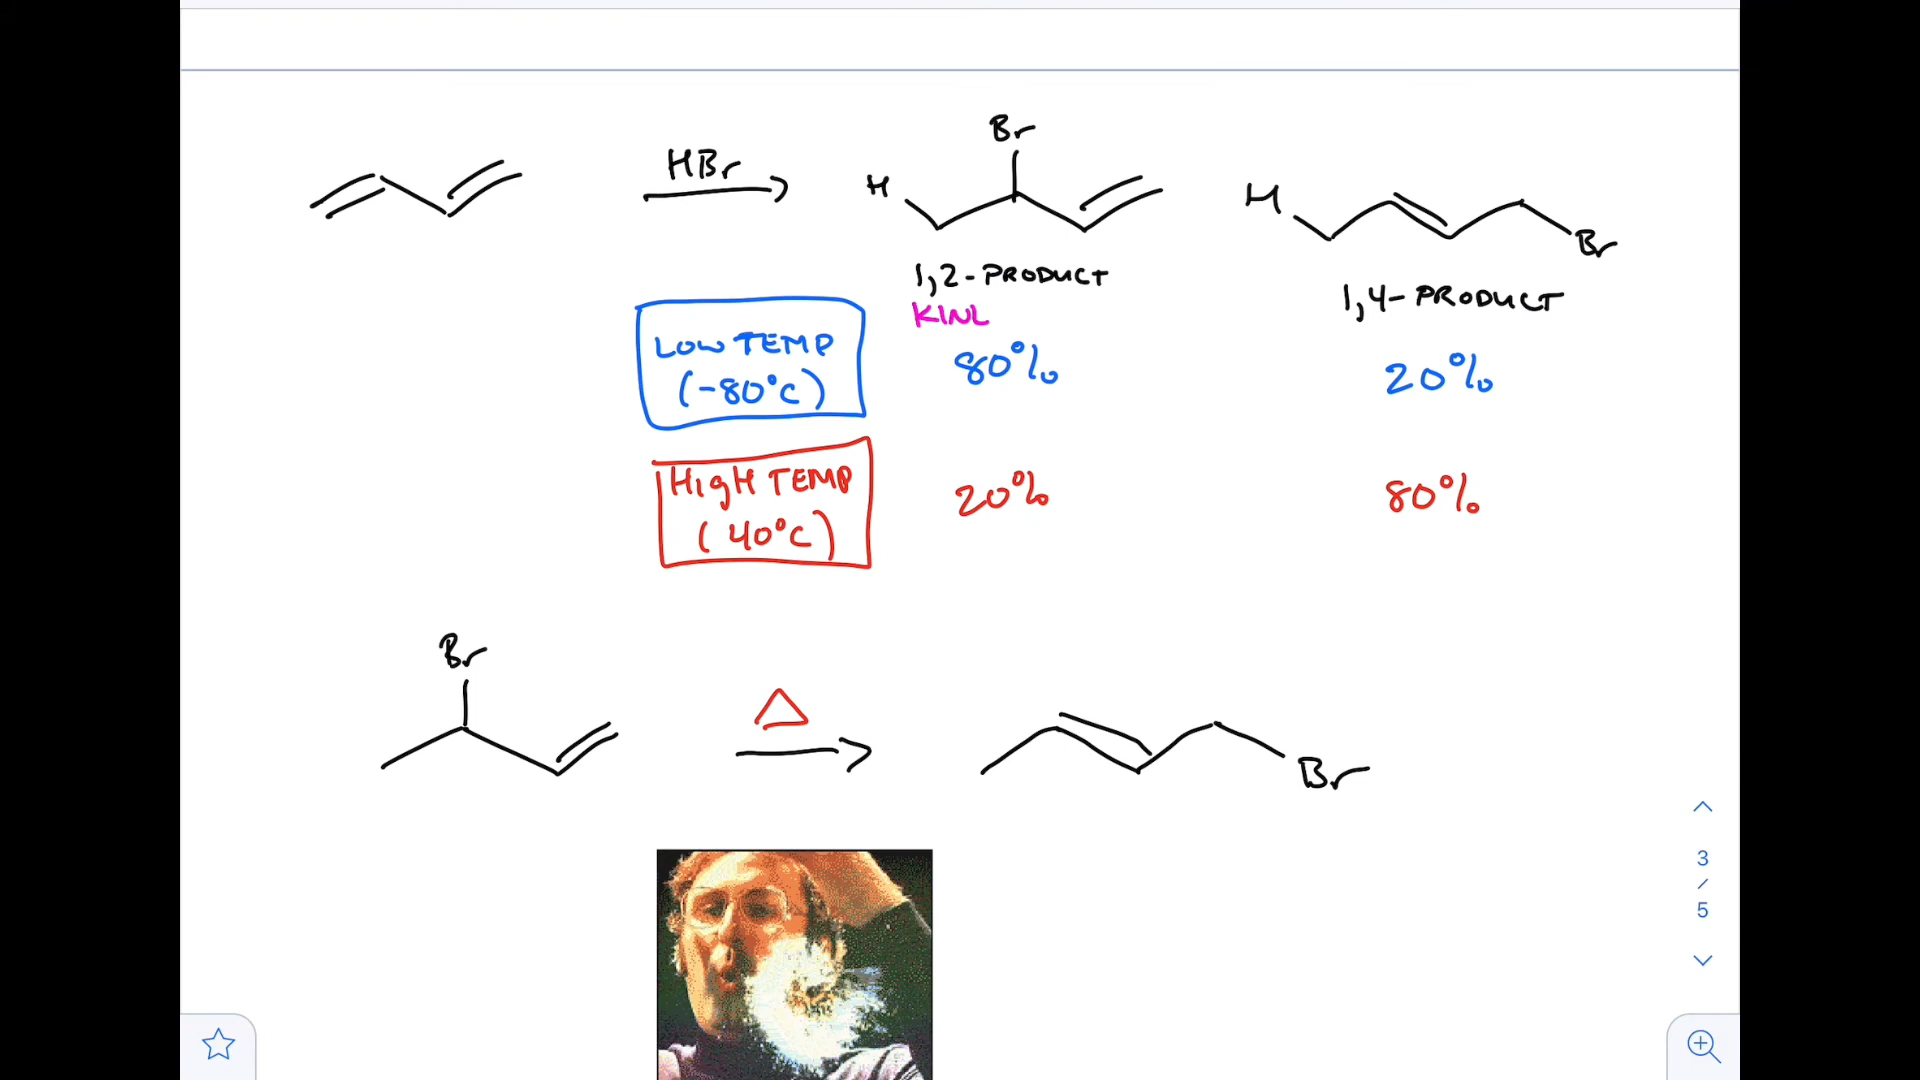 HBr
Br
H
H
Br
1,2-PRODUCT
1,4-PRODUCT
KINL
LOW TEMP
(-80°C)
80%
20%
HIgH TEMP
(40°C)
20%
80%
Br
△
Br
3
/
5